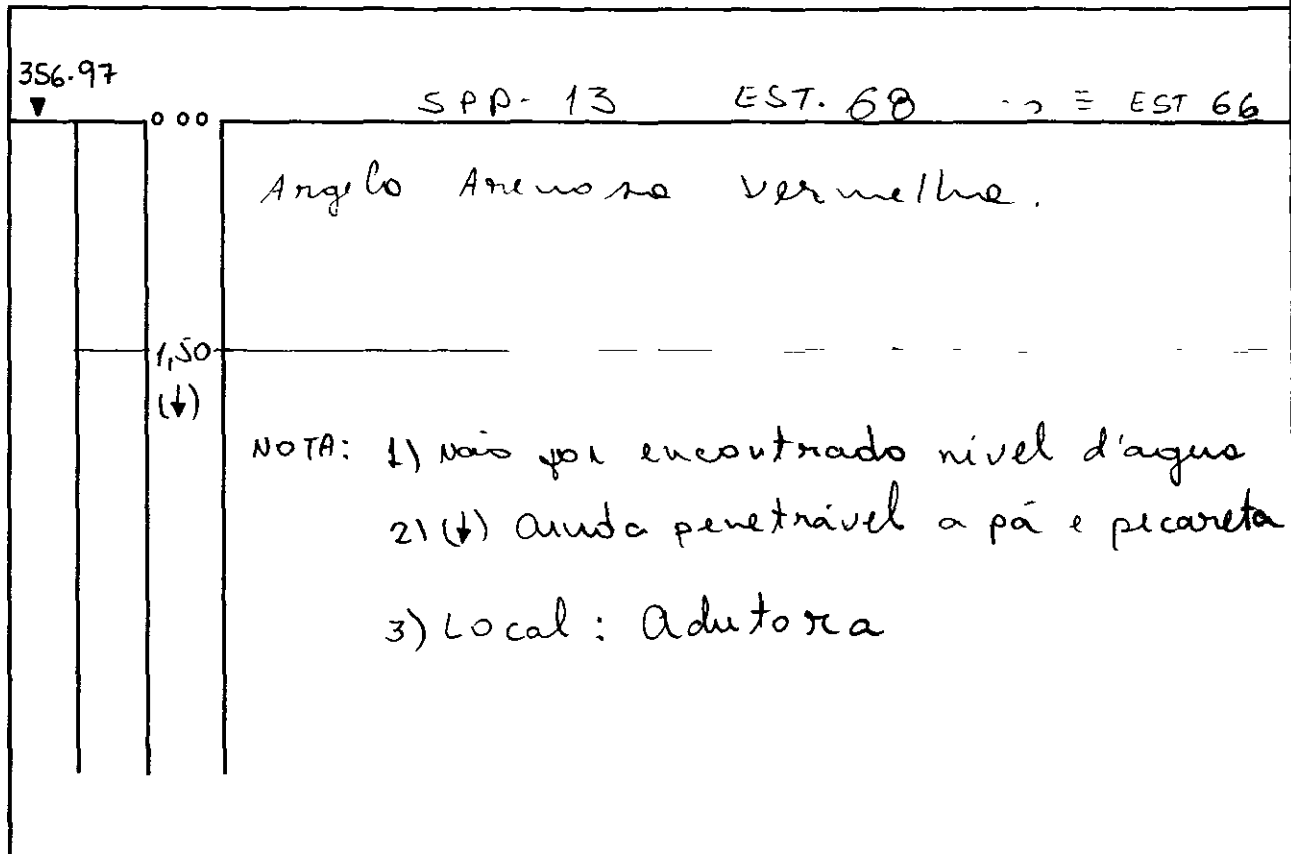 356.97
SPP-13 EST. 68 ≡ EST 66
0 00
Argila Arenosa vermelha.
1,50
(↓)
NOTA: 1) Não foi encontrado nível d'agua
2) (↓) Ainda penetrável a pá e picareta
3) Local: Adutora